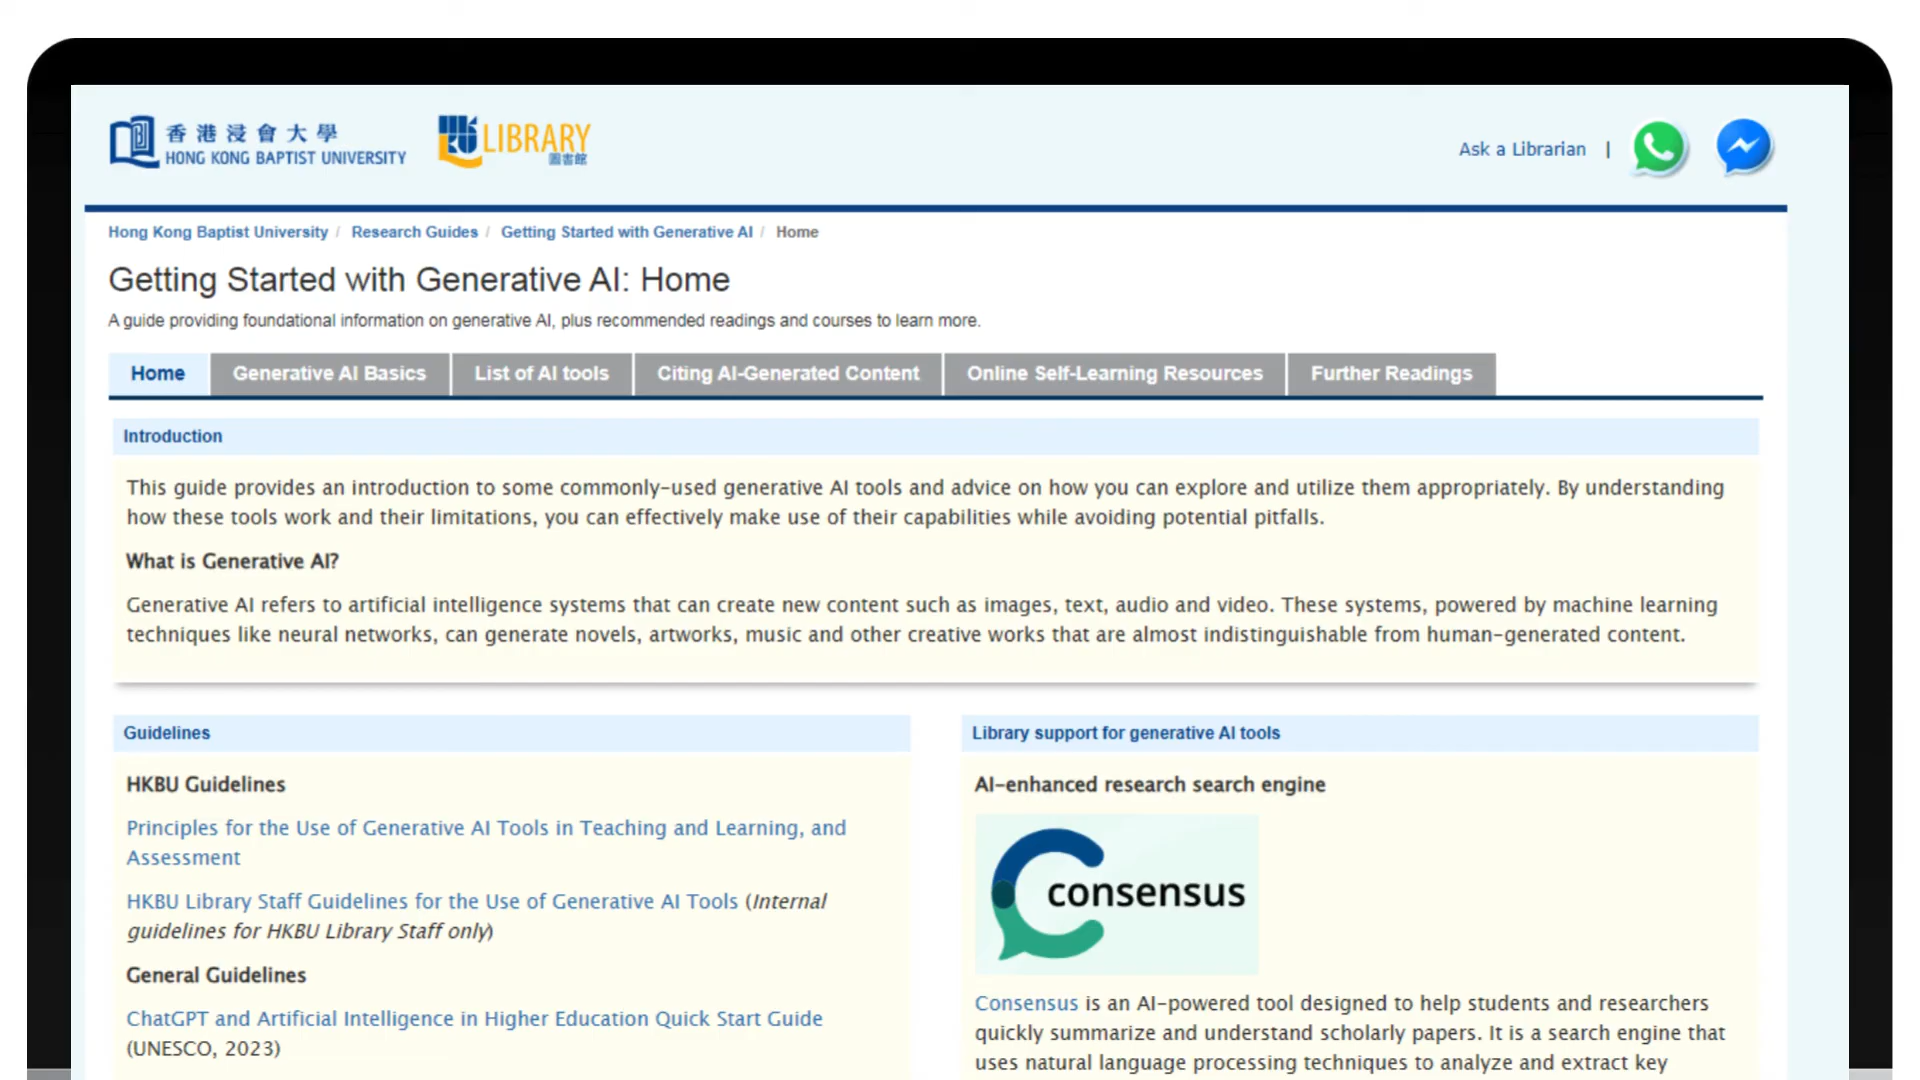 香港浸會大學
HONG KONG BAPTIST UNIVERSITY
LIBRARY
圖書館
Ask a Librarian |
Hong Kong Baptist University / Research Guides / Getting Started with Generative AI / Home
Getting Started with Generative AI: Home
A guide providing foundational information on generative AI, plus recommended readings and courses to learn more.
Home Generative AI Basics List of AI tools Citing AI-Generated Content Online Self-Learning Resources Further Readings
Introduction
This guide provides an introduction to some commonly-used generative AI tools and advice on how you can explore and utilize them appropriately. By understanding
how these tools work and their limitations, you can effectively make use of their capabilities while avoiding potential pitfalls.
What is Generative AI?
Generative AI refers to artificial intelligence systems that can create new content such as images, text, audio and video. These systems, powered by machine learning
techniques like neural networks, can generate novels, artworks, music and other creative works that are almost indistinguishable from human-generated content.
Guidelines
HKBU Guidelines
Principles for the Use of Generative AI Tools in Teaching and Learning, and
Assessment
HKBU Library Staff Guidelines for the Use of Generative AI Tools (Internal
guidelines for HKBU Library Staff only)
General Guidelines
ChatGPT and Artificial Intelligence in Higher Education Quick Start Guide
(UNESCO, 2023)
Library support for generative AI tools
AI-enhanced research search engine
consensus
Consensus is an AI-powered tool designed to help students and researchers
quickly summarize and understand scholarly papers. It is a search engine that
uses natural language processing techniques to analyze and extract key